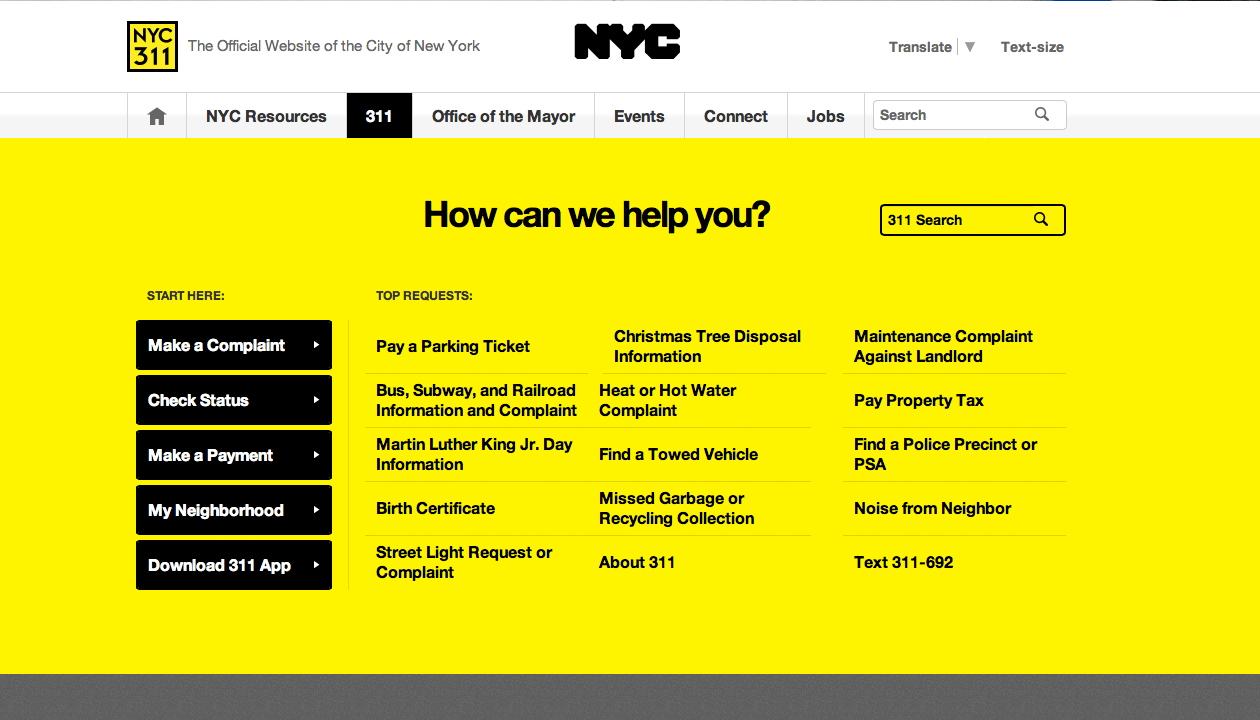 NYC
311
The Official Website of the City of New York
NYC
Translate ▼
Text-size
NYC Resources
311
Office of the Mayor
Events
Connect
Jobs
Search
How can we help you?
311 Search
START HERE:
Make a Complaint
Check Status
Make a Payment
My Neighborhood
Download 311 App
TOP REQUESTS:
Pay a Parking Ticket
Christmas Tree Disposal
Information
Maintenance Complaint
Against Landlord
Bus, Subway, and Railroad
Information and Complaint
Heat or Hot Water
Complaint
Pay Property Tax
Martin Luther King Jr. Day
Information
Find a Towed Vehicle
Find a Police Precinct or
PSA
Birth Certificate
Missed Garbage or
Recycling Collection
Noise from Neighbor
Street Light Request or
Complaint
About 311
Text 311-692